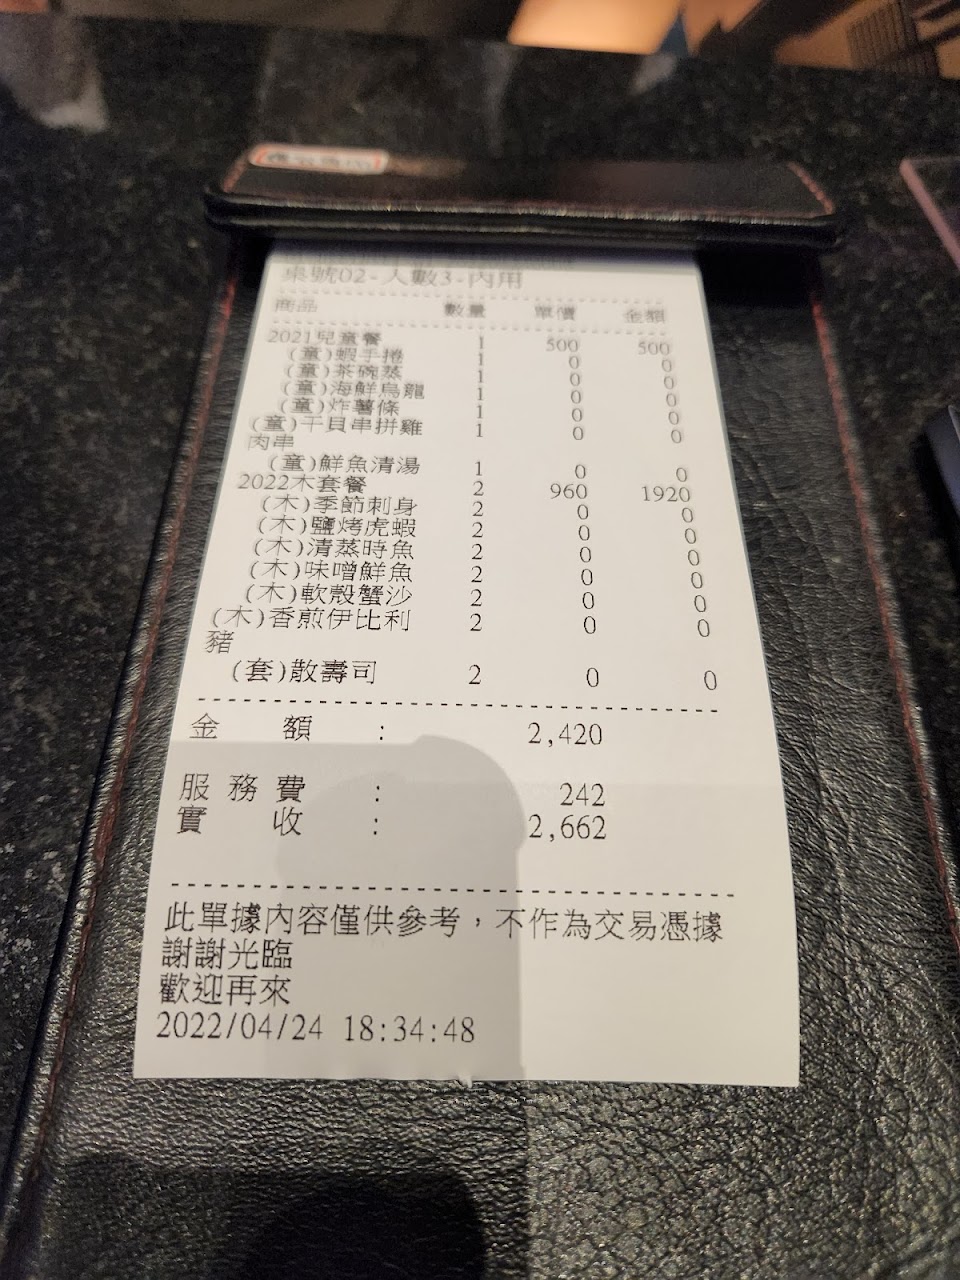 桌號02-人數3-內用
商品 數量 單價 金額
2021兒童餐 1 500 500
(童)蝦手捲 1 0 0
(童)茶碗蒸 1 0 0
(童)海鮮烏龍 1 0 0
(童)炸薯條 1 0 0
(童)干貝串拼雞 1 0 0
肉串
(童)鮮魚清湯 1 0 0
2022木套餐 2 960 1920
(木)季節刺身 2 0 0
(木)鹽烤虎蝦 2 0 0
(木)清蒸時魚 2 0 0
(木)味噌鮮魚 2 0 0
(木)軟殼蟹沙 2 0 0
(木)香煎伊比利 2 0 0
豬
(套)散壽司 2 0 0
金額: 2,420
服務費: 242
實收: 2,662
此單據內容僅供參考,不作為交易憑據
謝謝光臨
歡迎再來
2022/04/24 18:34:48